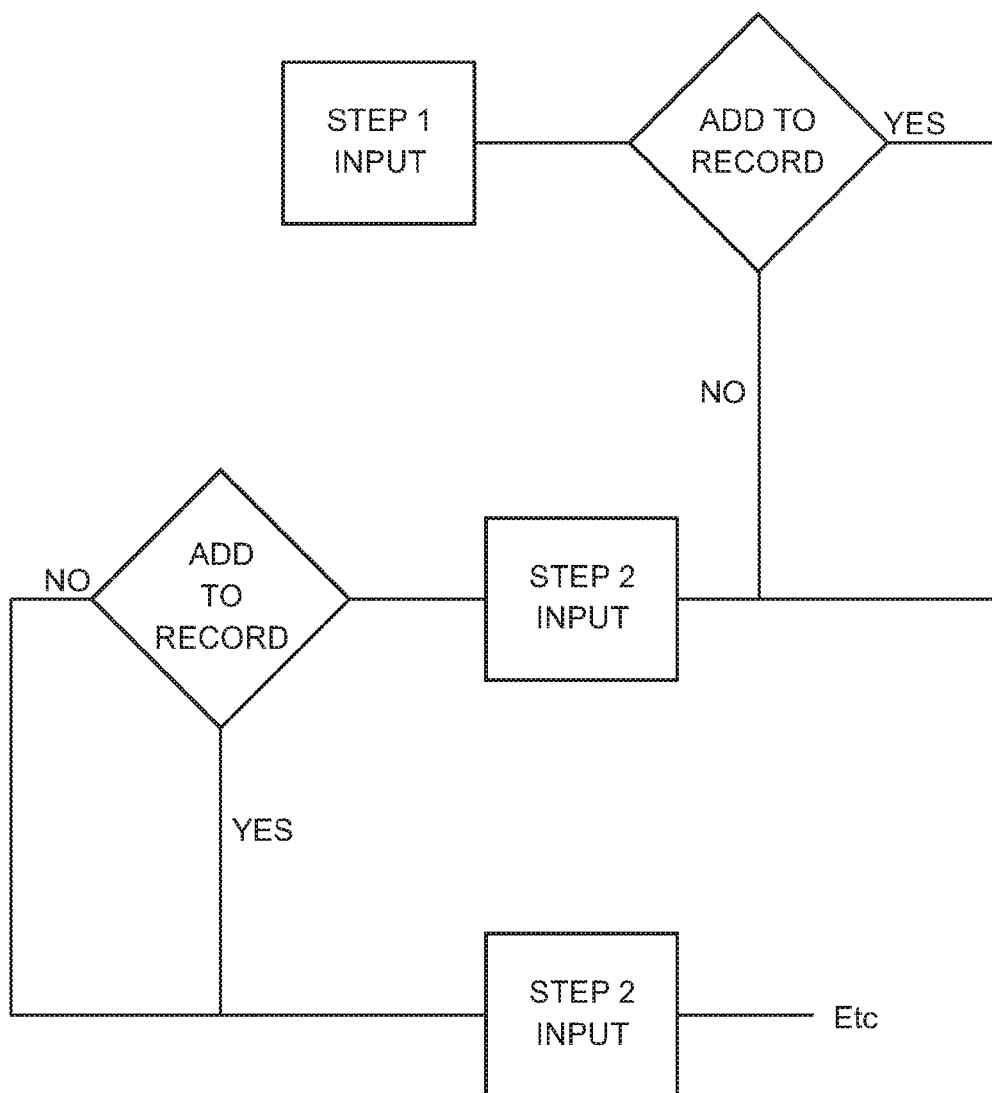 STEP 1
INPUT
ADD TO
RECORD
YES
NO
NO
ADD
TO
RECORD
STEP 2
INPUT
YES
STEP 2
INPUT
Etc